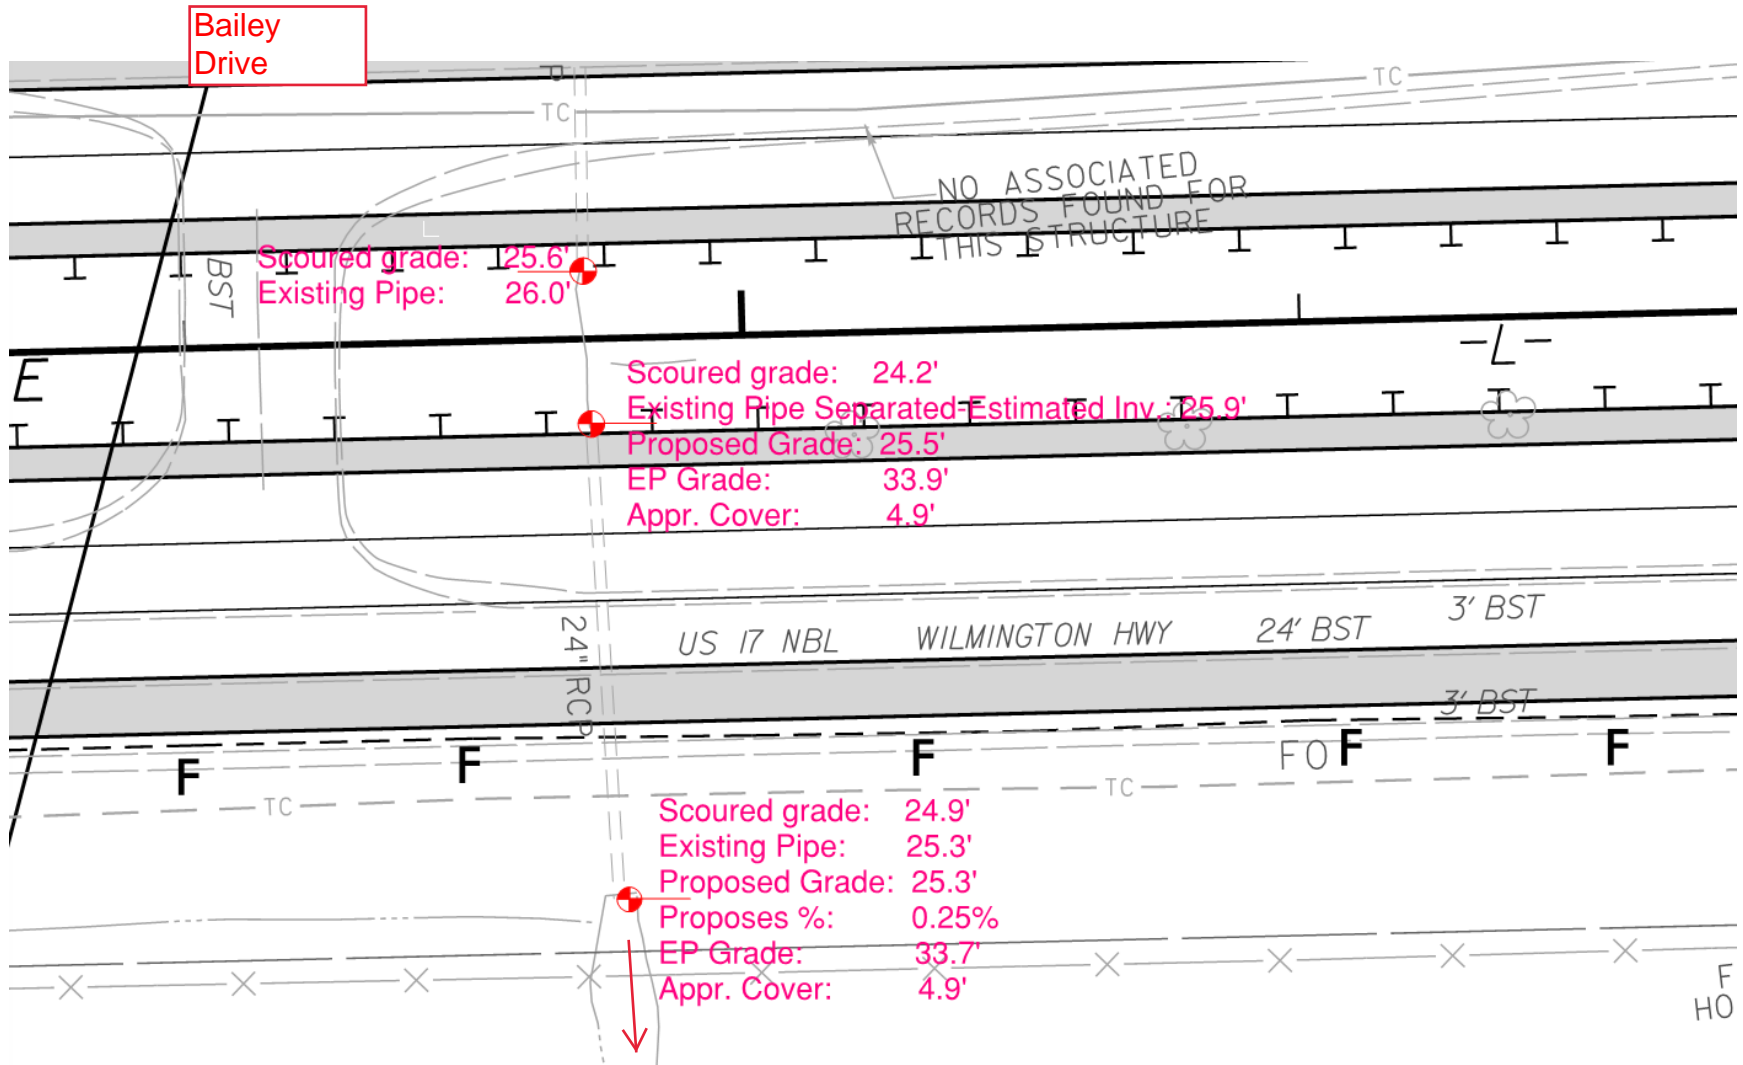 Bailey
Drive
P
TC
TC
NO ASSOCIATED
RECORDS FOUND FOR
THIS STRUCTURE
BST
Scoured grade: 25.6'
Existing Pipe: 26.0'
E
-L-
Scoured grade: 24.2'
Existing Pipe Separated-Estimated Inv.: 25.9'
Proposed Grade: 25.5'
EP Grade: 33.9'
Appr. Cover: 4.9'
24" RCP
US 17 NBL WILMINGTON HWY 24' BST 3' BST
3' BST
F F F FO F F
TC TC
Scoured grade: 24.9'
Existing Pipe: 25.3'
Proposed Grade: 25.3'
Proposes %: 0.25%
EP Grade: 33.7'
Appr. Cover: 4.9'
F
HO